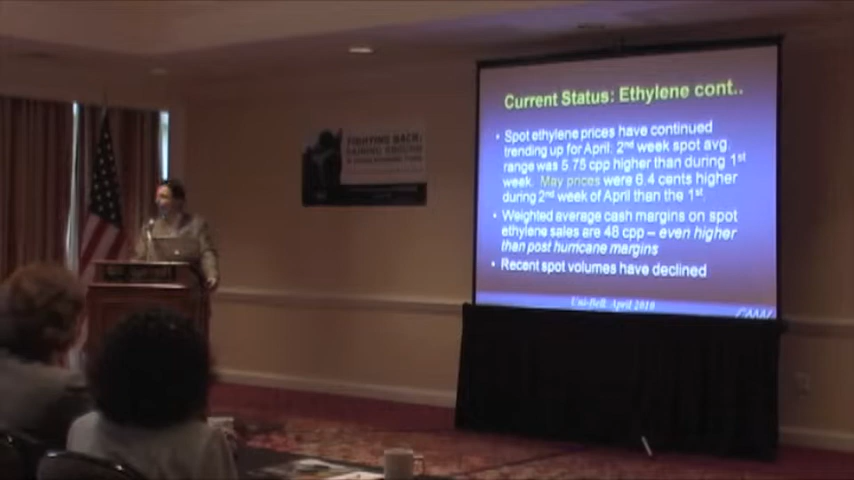 FIGHTING BACK:
GAINING GROUND
Current Status: Ethylene cont..
• Spot ethylene prices have continued
trending up for April: 2nd week spot avg.
range was 5.75 cpp higher than during 1st
week. May prices were 6.4 cents higher
during 2nd week of April than the 1st.
• Weighted average cash margins on spot
ethylene sales are 48 cpp – even higher
than post hurricane margins
• Recent spot volumes have declined
Uni-Bell April 2010